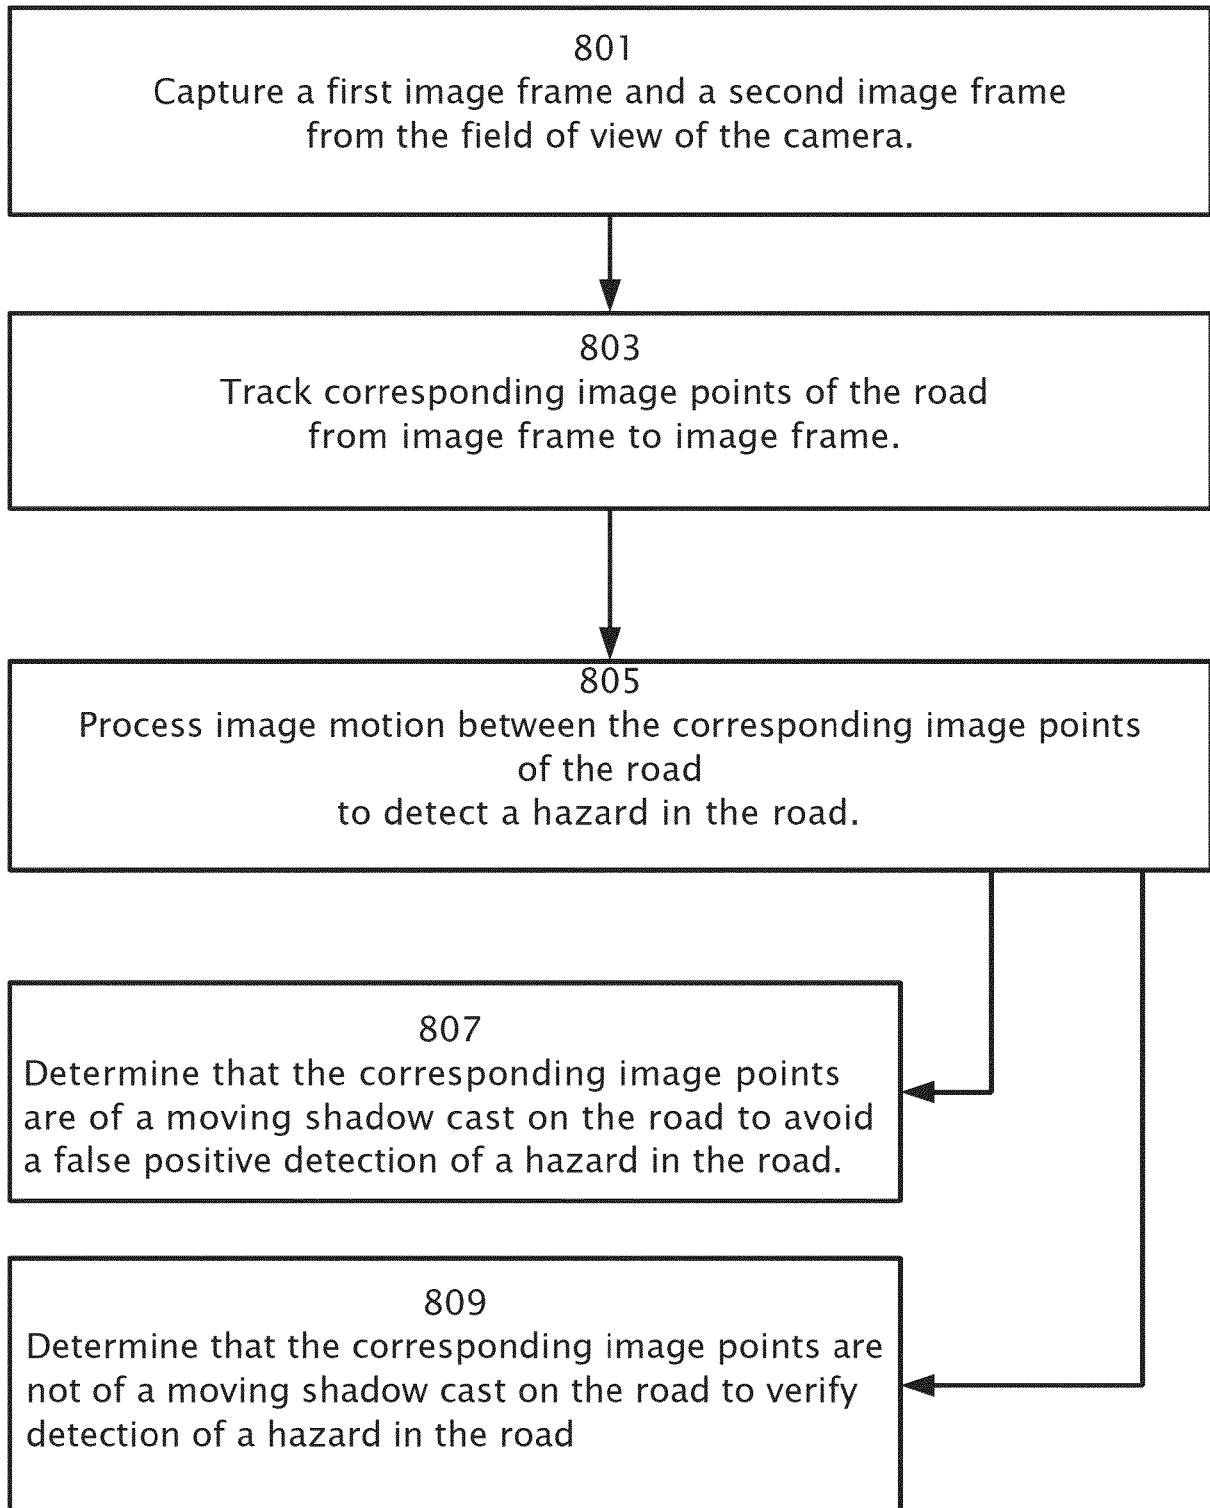 801
Capture a first image frame and a second image frame
from the field of view of the camera.
803
Track corresponding image points of the road
from image frame to image frame.
805
Process image motion between the corresponding image points
of the road
to detect a hazard in the road.
807
Determine that the corresponding image points
are of a moving shadow cast on the road to avoid
a false positive detection of a hazard in the road.
809
Determine that the corresponding image points are
not of a moving shadow cast on the road to verify
detection of a hazard in the road